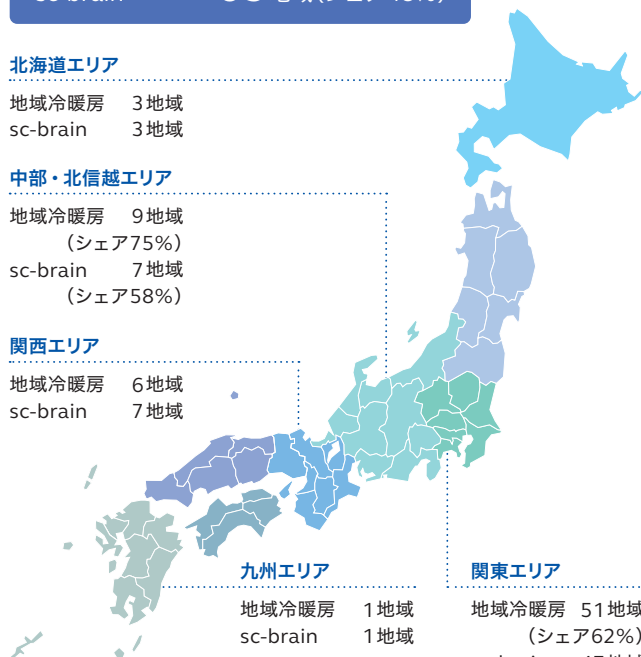 北海道エリア
地域冷暖房 3地域
sc-brain 3地域
中部・北信越エリア
地域冷暖房 9地域
（シェア75%）
sc-brain 7地域
（シェア58%）
関西エリア
地域冷暖房 6地域
sc-brain 7地域
九州エリア
地域冷暖房 1地域
sc-brain 1地域
関東エリア
地域冷暖房 51地域
（シェア62%）